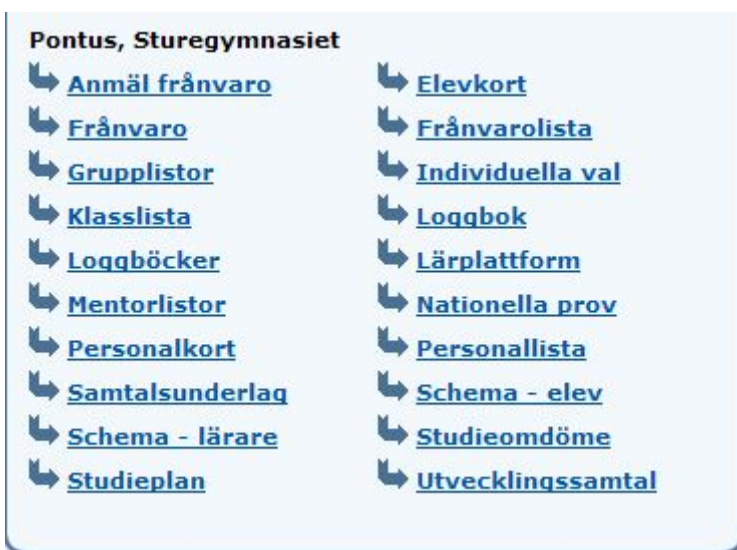 Pontus, Sturegymnasiet
Anmäl frånvaro Elevkort
Frånvaro Frånvarolista
Grupplistor Individuella val
Klasslista Loggbok
Loggböcker Lärplattform
Mentorlistor Nationella prov
Personalkort Personallista
Samtalsunderlag Schema - elev
Schema - lärare Studieomdöme
Studieplan Utvecklingssamtal